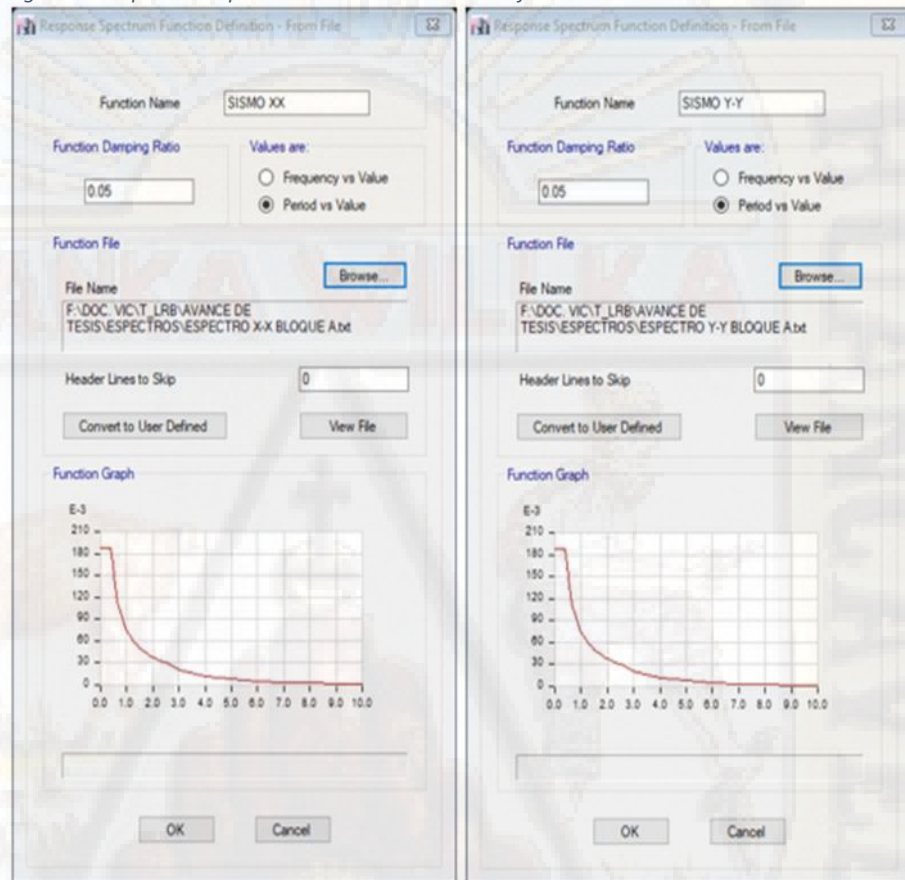 Response Spectrum Function Definition - From File
Function Name SISMO XX
Function Damping Ratio
0.05
Values are:
Frequency vs Value
Period vs Value
Function File
Browse...
File Name
F:\DOC. VIC\T_LRB\AVANCE DE
TESIS\ESPECTROS\ESPECTRO X-X BLOQUE A.txt
Header Lines to Skip 0
Convert to User Defined View File
Function Graph
E-3
210
180
150
120
90
60
30
0
0.0 1.0 2.0 3.0 4.0 5.0 6.0 7.0 8.0 9.0 10.0
OK Cancel
Response Spectrum Function Definition - From File
Function Name SISMO Y-Y
Function Damping Ratio
0.05
Values are:
Frequency vs Value
Period vs Value
Function File
Browse...
File Name
F:\DOC. VIC\T_LRB\AVANCE DE
TESIS\ESPECTROS\ESPECTRO Y-Y BLOQUE A.txt
Header Lines to Skip 0
Convert to User Defined View File
Function Graph
E-3
210
180
150
120
90
60
30
0
0.0 1.0 2.0 3.0 4.0 5.0 6.0 7.0 8.0 9.0 10.0
OK Cancel